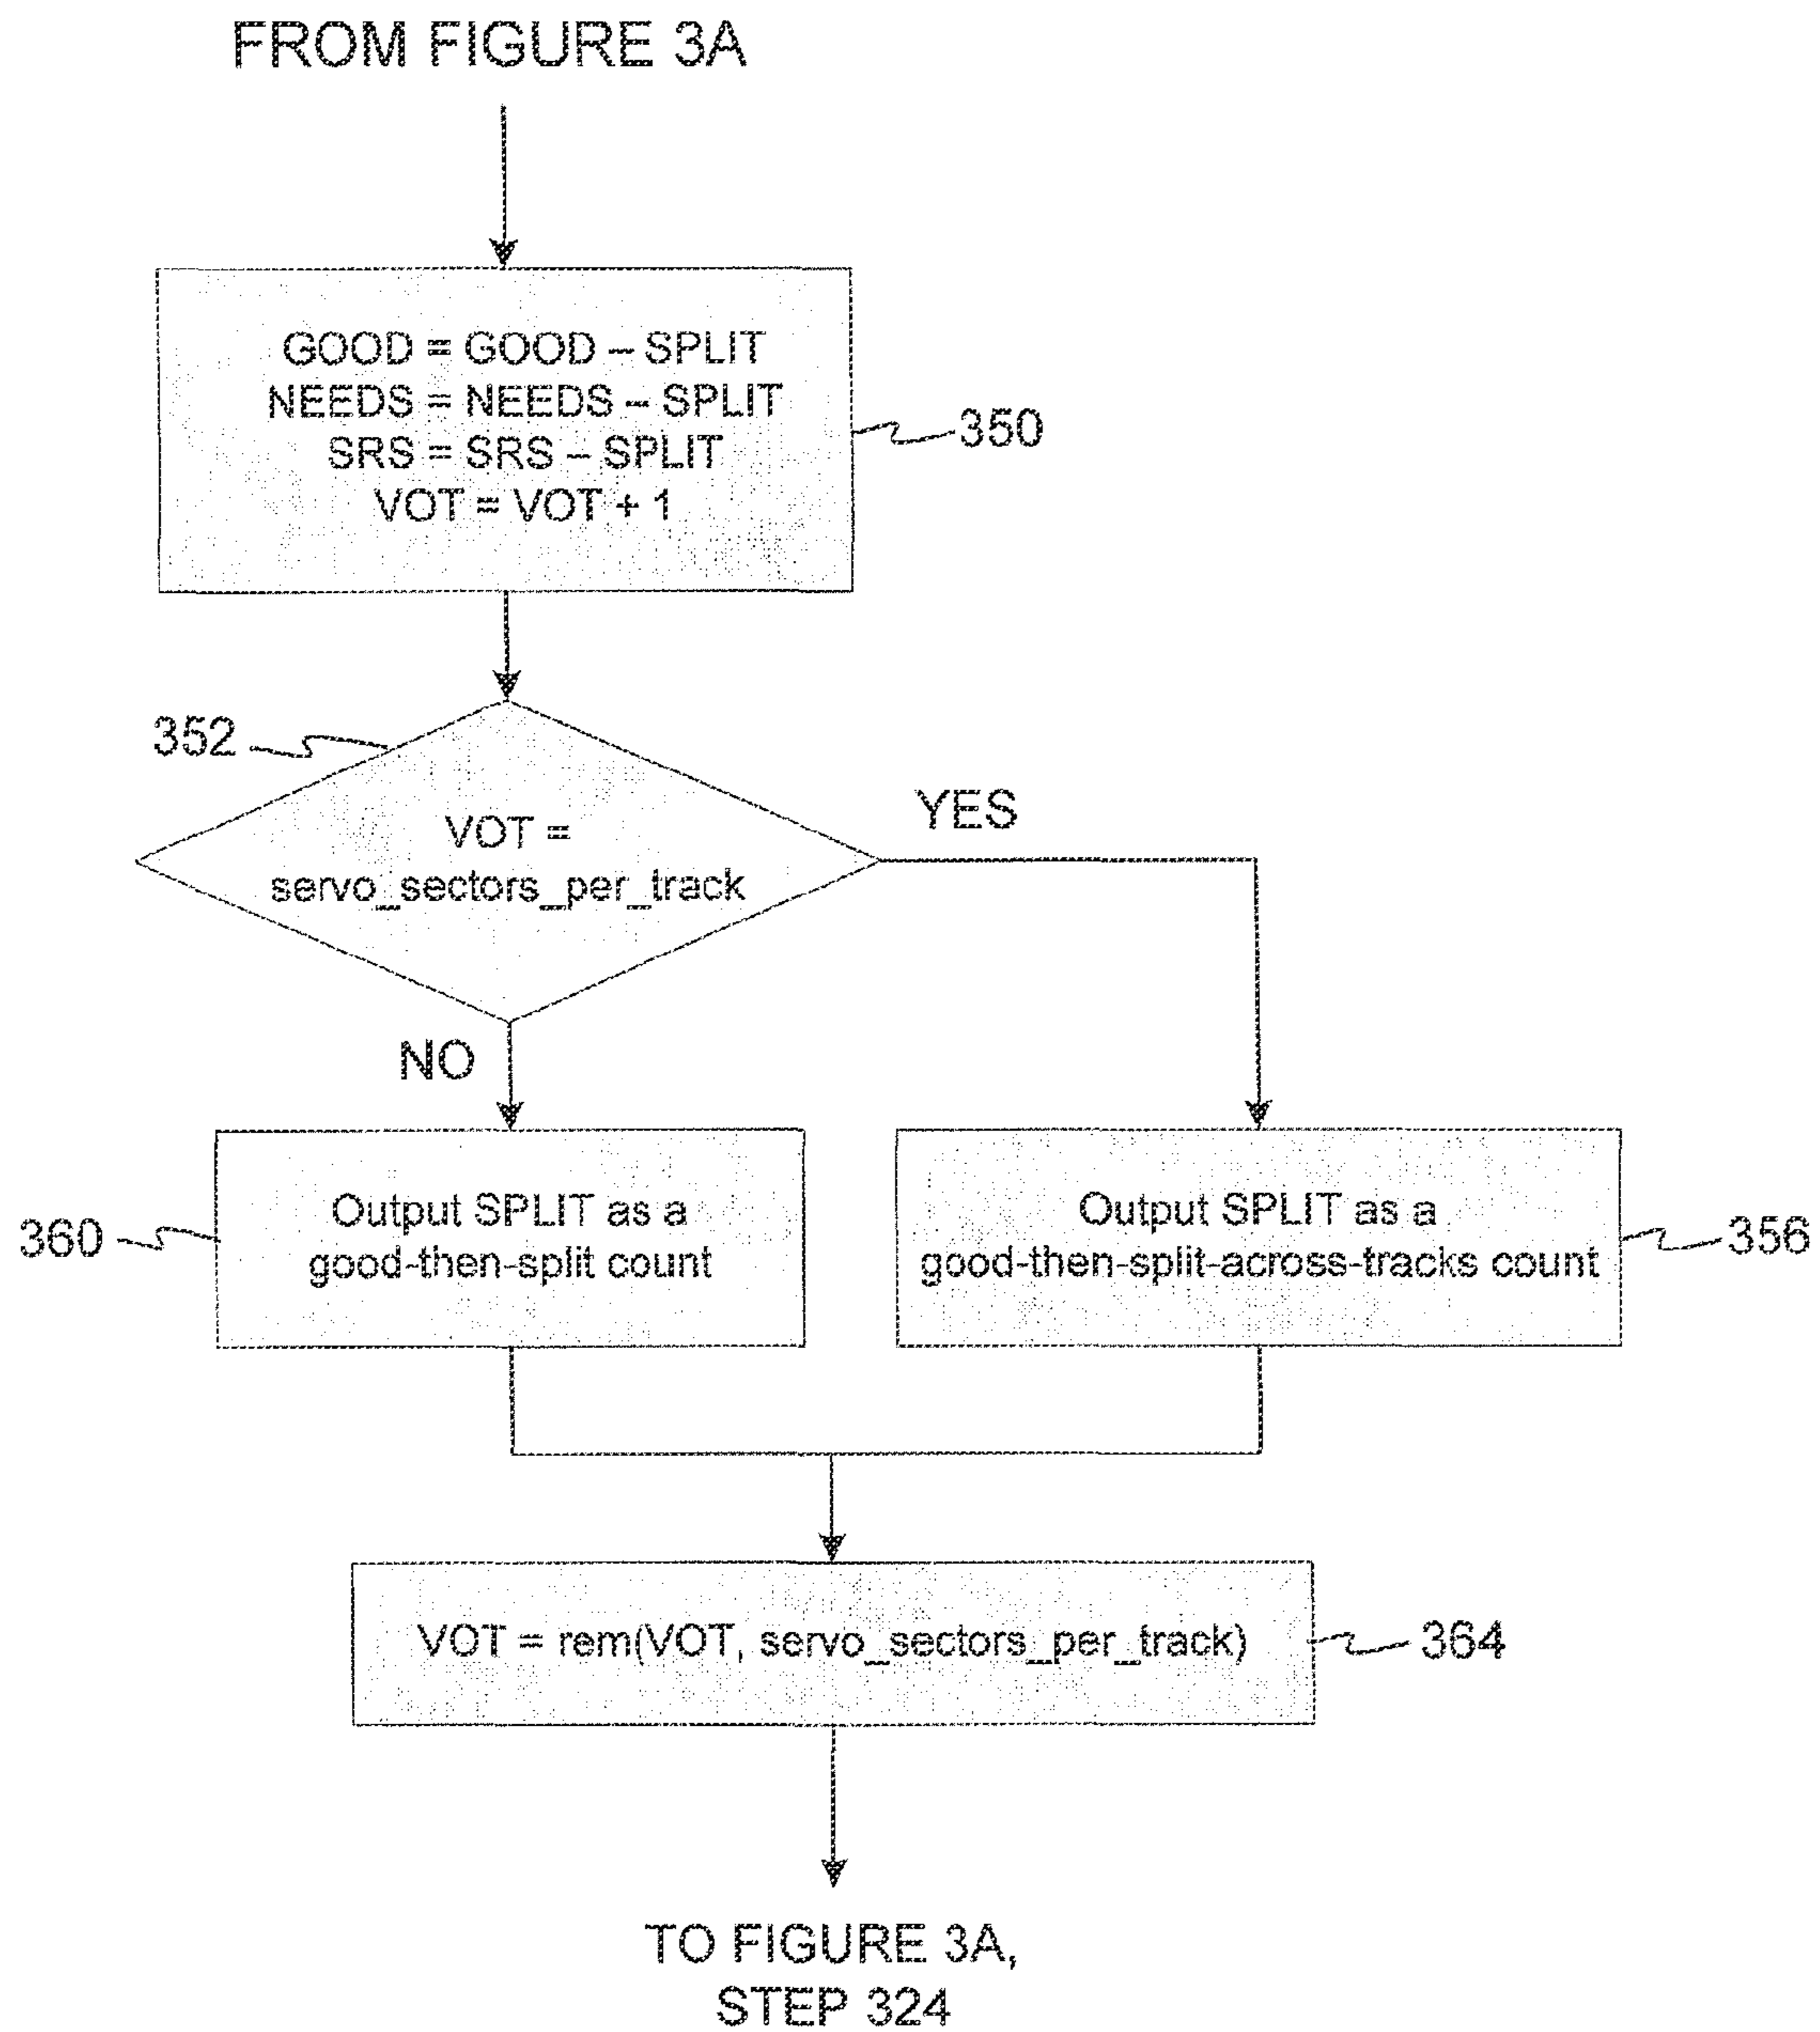 FROM FIGURE 3A
GOOD = GOOD – SPLIT
NEEDS = NEEDS – SPLIT
SRS = SRS – SPLIT
VOT = VOT + 1
350
352
VOT =
servo_sectors_per_track
YES
NO
360
Output SPLIT as a
good-then-split count
Output SPLIT as a
good-then-split-across-tracks count
356
VOT = rem(VOT, servo_sectors_per_track)
364
TO FIGURE 3A,
STEP 324